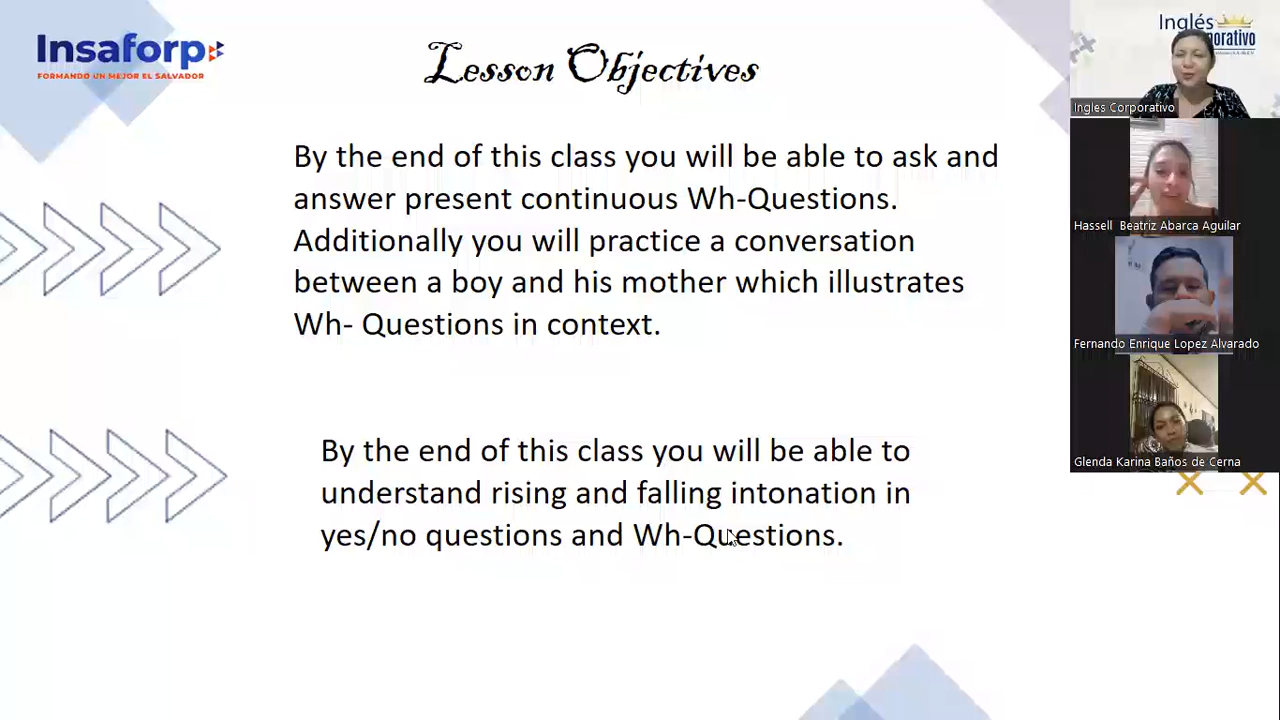 Insaforp
FORMANDO UN MEJOR EL SALVADOR
Lesson Objectives
By the end of this class you will be able to ask and
answer present continuous Wh-Questions.
Additionally you will practice a conversation
between a boy and his mother which illustrates
Wh- Questions in context.
By the end of this class you will be able to
understand rising and falling intonation in
yes/no questions and Wh-Questions.
Inglés
Ingles Corporativo
Hassell Beatriz Abarca Aguilar
Fernando Enrique Lopez Alvarado
Glenda Karina Baños de Cerna